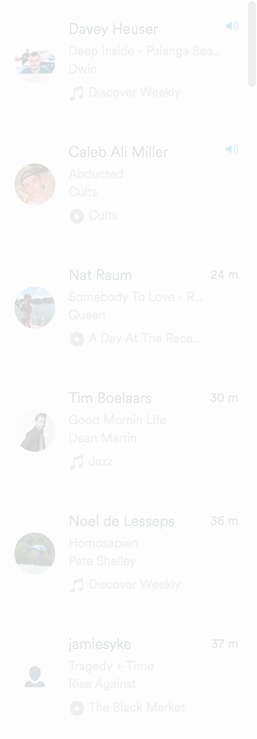 Davey Heuser
Deep Inside - Palanga Bea...
Dwin
Discover Weekly
Caleb Ali Miller
Abducted
Cults
Cults
Nat Raum 24 m
Somebody To Love - R...
Queen
A Day At The Race...
Tim Boelaars 30 m
Good Mornin Life
Dean Martin
Jazz
Noel de Lesseps 36 m
Homosapien
Pete Shelley
Discover Weekly
jamiesyke 37 m
Tragedy + Time
Rise Against
The Black Market